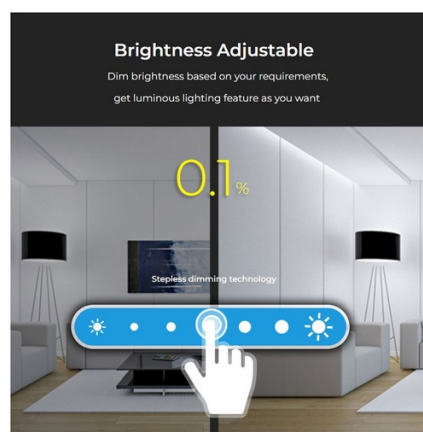 Brightness Adjustable
Dim brightness based on your requirements,
get luminous lighting feature as you want
0.1%
Stepless dimming technology